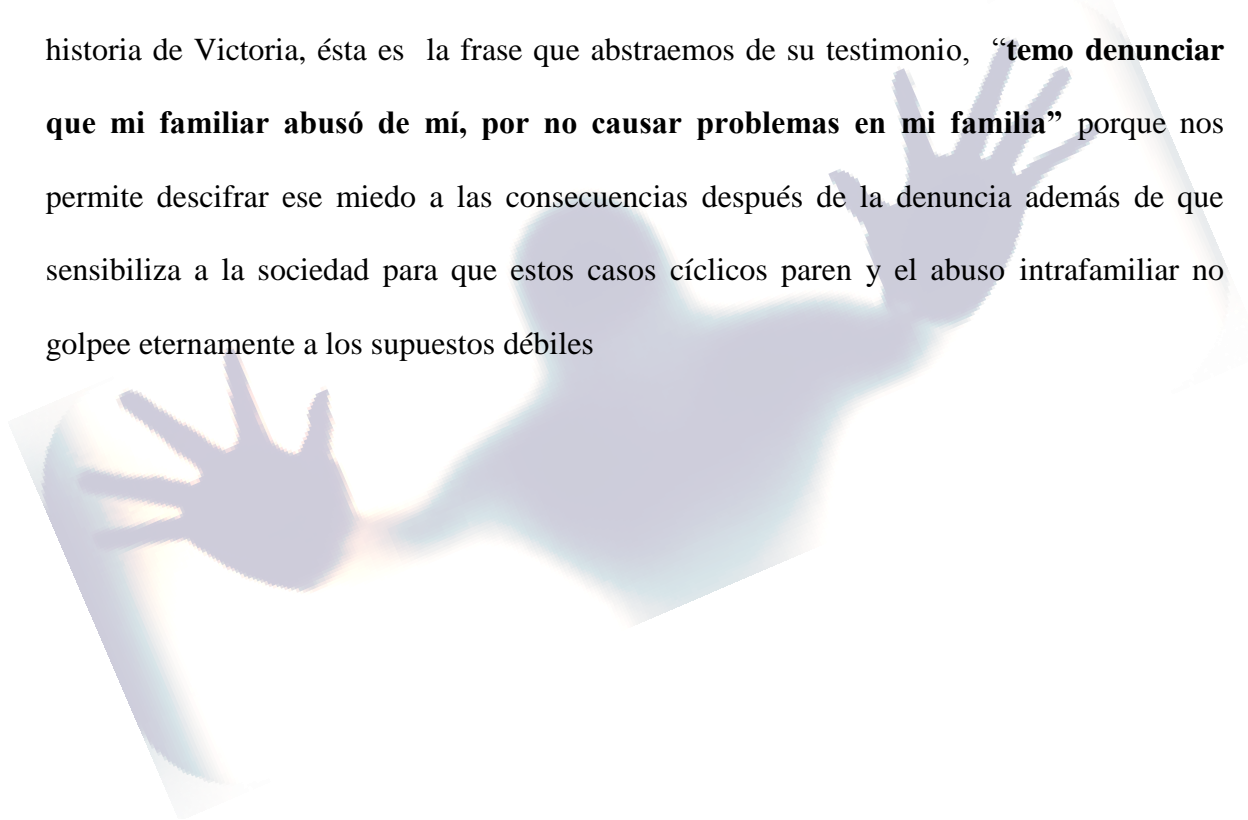 historia de Victoria, ésta es  la frase que abstraemos de su testimonio,  “temo denunciar
que mi familiar abusó de mí, por no causar problemas en mi familia” porque nos
permite descifrar ese miedo a las consecuencias después de la denuncia además de que
sensibiliza a la sociedad para que estos casos cíclicos paren y el abuso intrafamiliar no
golpee eternamente a los supuestos débiles